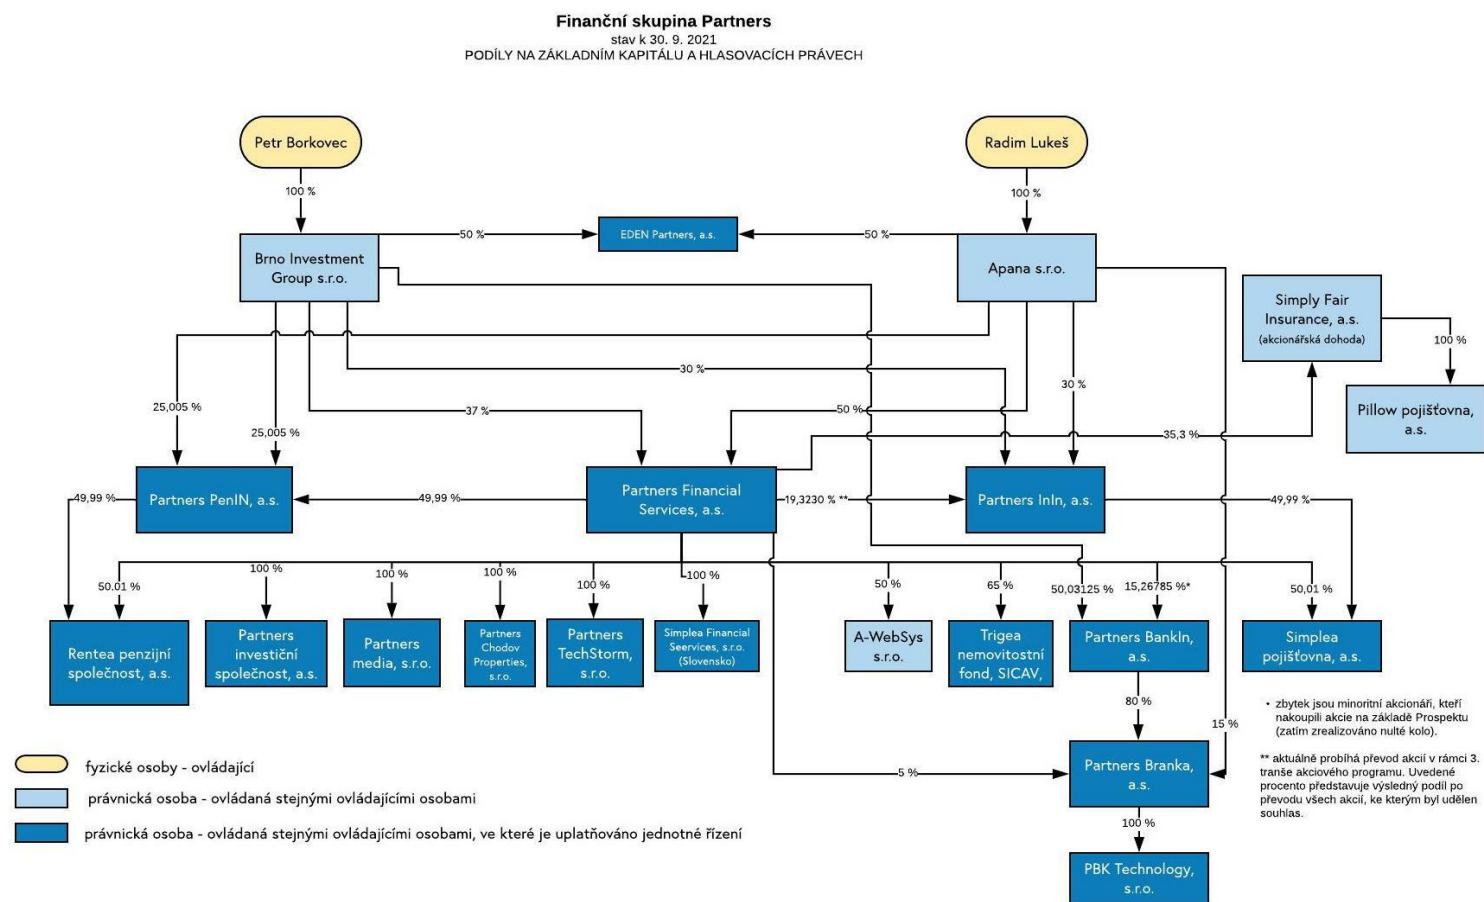 Finanční skupina Partners
stav k 30. 9. 2021
PODÍLY NA ZÁKLADNÍM KAPITÁLU A HLASOVACÍCH PRÁVECH
Petr Borkovec
Radim Lukeš
100 %
100 %
50 %
EDEN Partners, a.s.
50 %
Brno Investment
Group s.r.o.
Apana s.r.o.
Simply Fair
Insurance, a.s.
(akcionářská dohoda)
100 %
30 %
30 %
25,005 %
37 %
50 %
Pillow pojišťovna,
a.s.
25,005 %
35,3 %
Partners PenIN, a.s.
Partners Financial
Services, a.s.
Partners InIn, a.s.
49,99 %
49,99 %
19,3230 % **
49,99 %
50.01 %
100 %
100 %
100 %
100 %
100 %
50 %
65 %
50,03125 %
15,26785 %*
50,01 %
Rentea penzijní
společnost, a.s.
Partners
investiční
společnost, a.s.
Partners
media, s.r.o.
Partners
Chodov
Properties,
s.r.o.
Partners
TechStorm,
s.r.o.
Simplea Financial
Seervices, s.r.o.
(Slovensko)
A-WebSys
s.r.o.
Trigea
nemovitostní
fond, SICAV,
Partners BankIn,
a.s.
Simplea
pojišťovna, a.s.
80 %
15 %
• zbytek jsou minoritní akcionáři, kteří
nakoupili akcie na základě Prospektu
(zatím zrealizováno nulté kolo).
** aktuálně probíhá převod akcií v rámci 3.
tranše akciového programu. Uvedené
procento představuje výsledný podíl po
převodu všech akcií, ke kterým byl udělen
souhlas.
5 %
Partners Branka,
a.s.
100 %
PBK Technology,
s.r.o.
fyzické osoby - ovládající
právnická osoba - ovládaná stejnými ovládajícími osobami
právnická osoba - ovládaná stejnými ovládajícími osobami, ve které je uplatňováno jednotné řízení